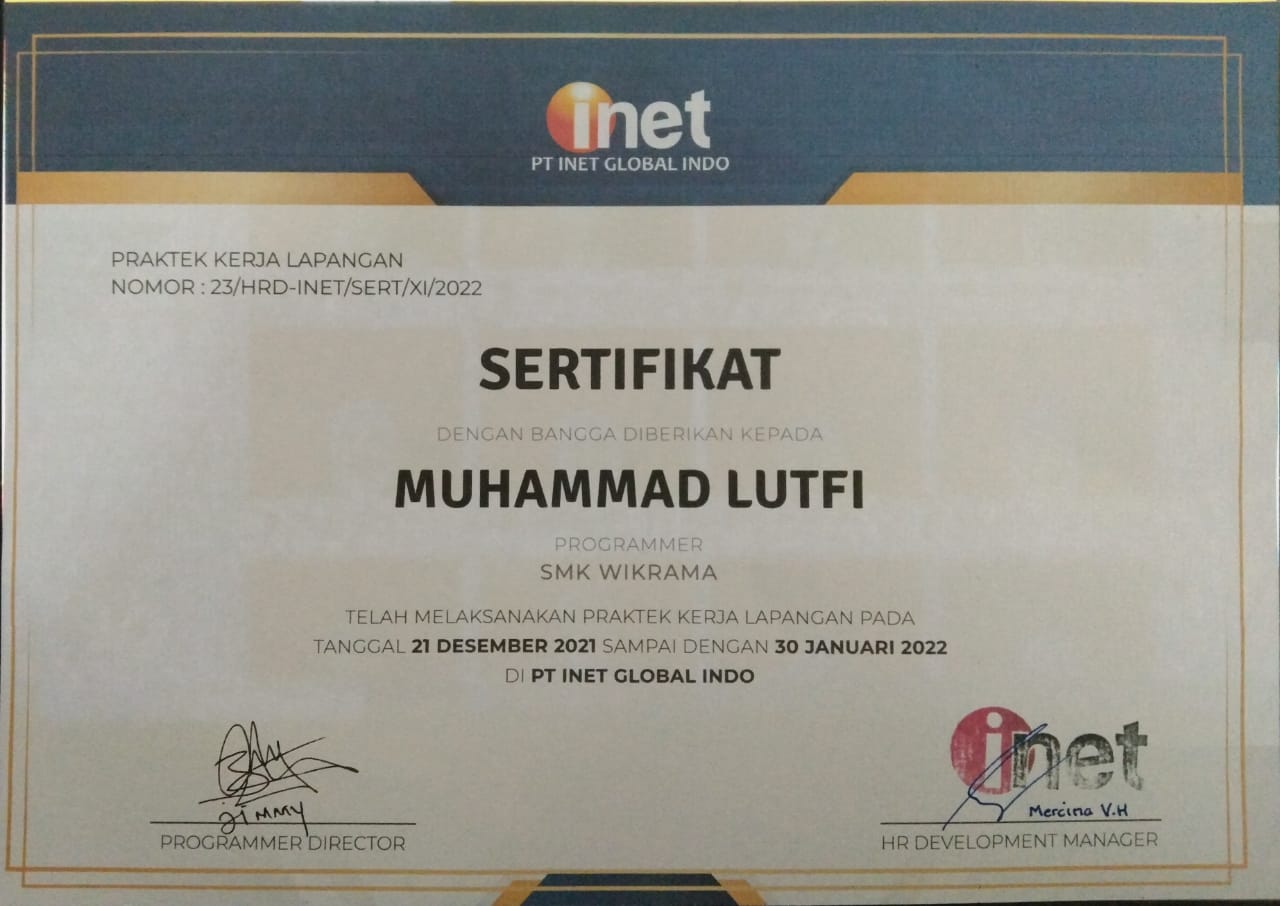 inet
PT INET GLOBAL INDO
PRAKTEK KERJA LAPANGAN
NOMOR : 23/HRD-INET/SERT/XI/2022
SERTIFIKAT
DENGAN BANGGA DIBERIKAN KEPADA
MUHAMMAD LUTFI
PROGRAMMER
SMK WIKRAMA
TELAH MELAKSANAKAN PRAKTEK KERJA LAPANGAN PADA
TANGGAL 21 DESEMBER 2021 SAMPAI DENGAN 30 JANUARI 2022
DI PT INET GLOBAL INDO
JIMMY
PROGRAMMER DIRECTOR
inet
Mercina V.H
HR DEVELOPMENT MANAGER